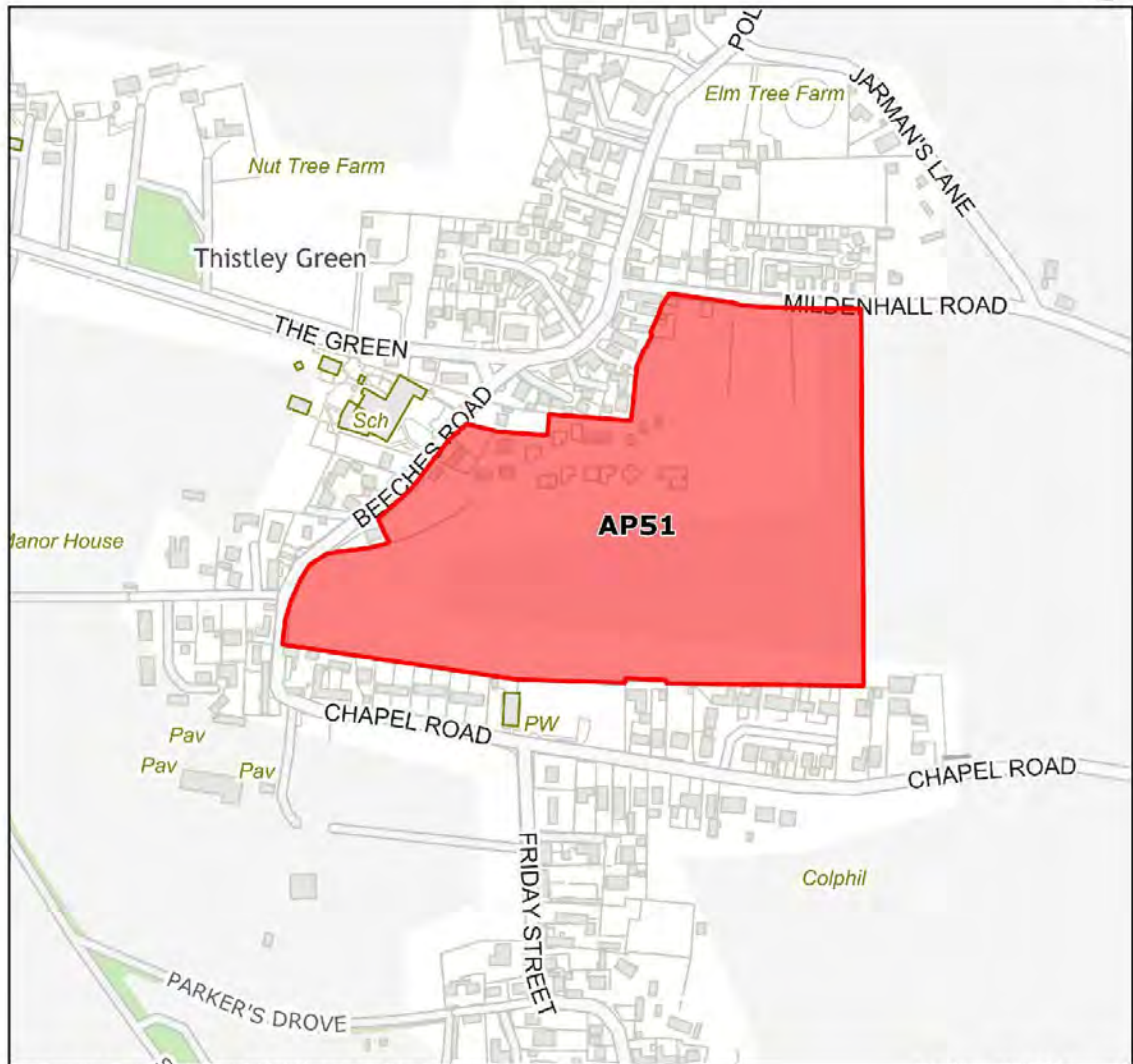 POL
Elm Tree Farm
JARMAN'S LANE
Nut Tree Farm
Thistley Green
MILDENHALL ROAD
THE GREEN
Sch
BEECHES ROAD
AP51
Manor House
CHAPEL ROAD
PW
Pav
Pav
Pav
CHAPEL ROAD
FRIDAY STREET
Colphil
PARKER'S DROVE